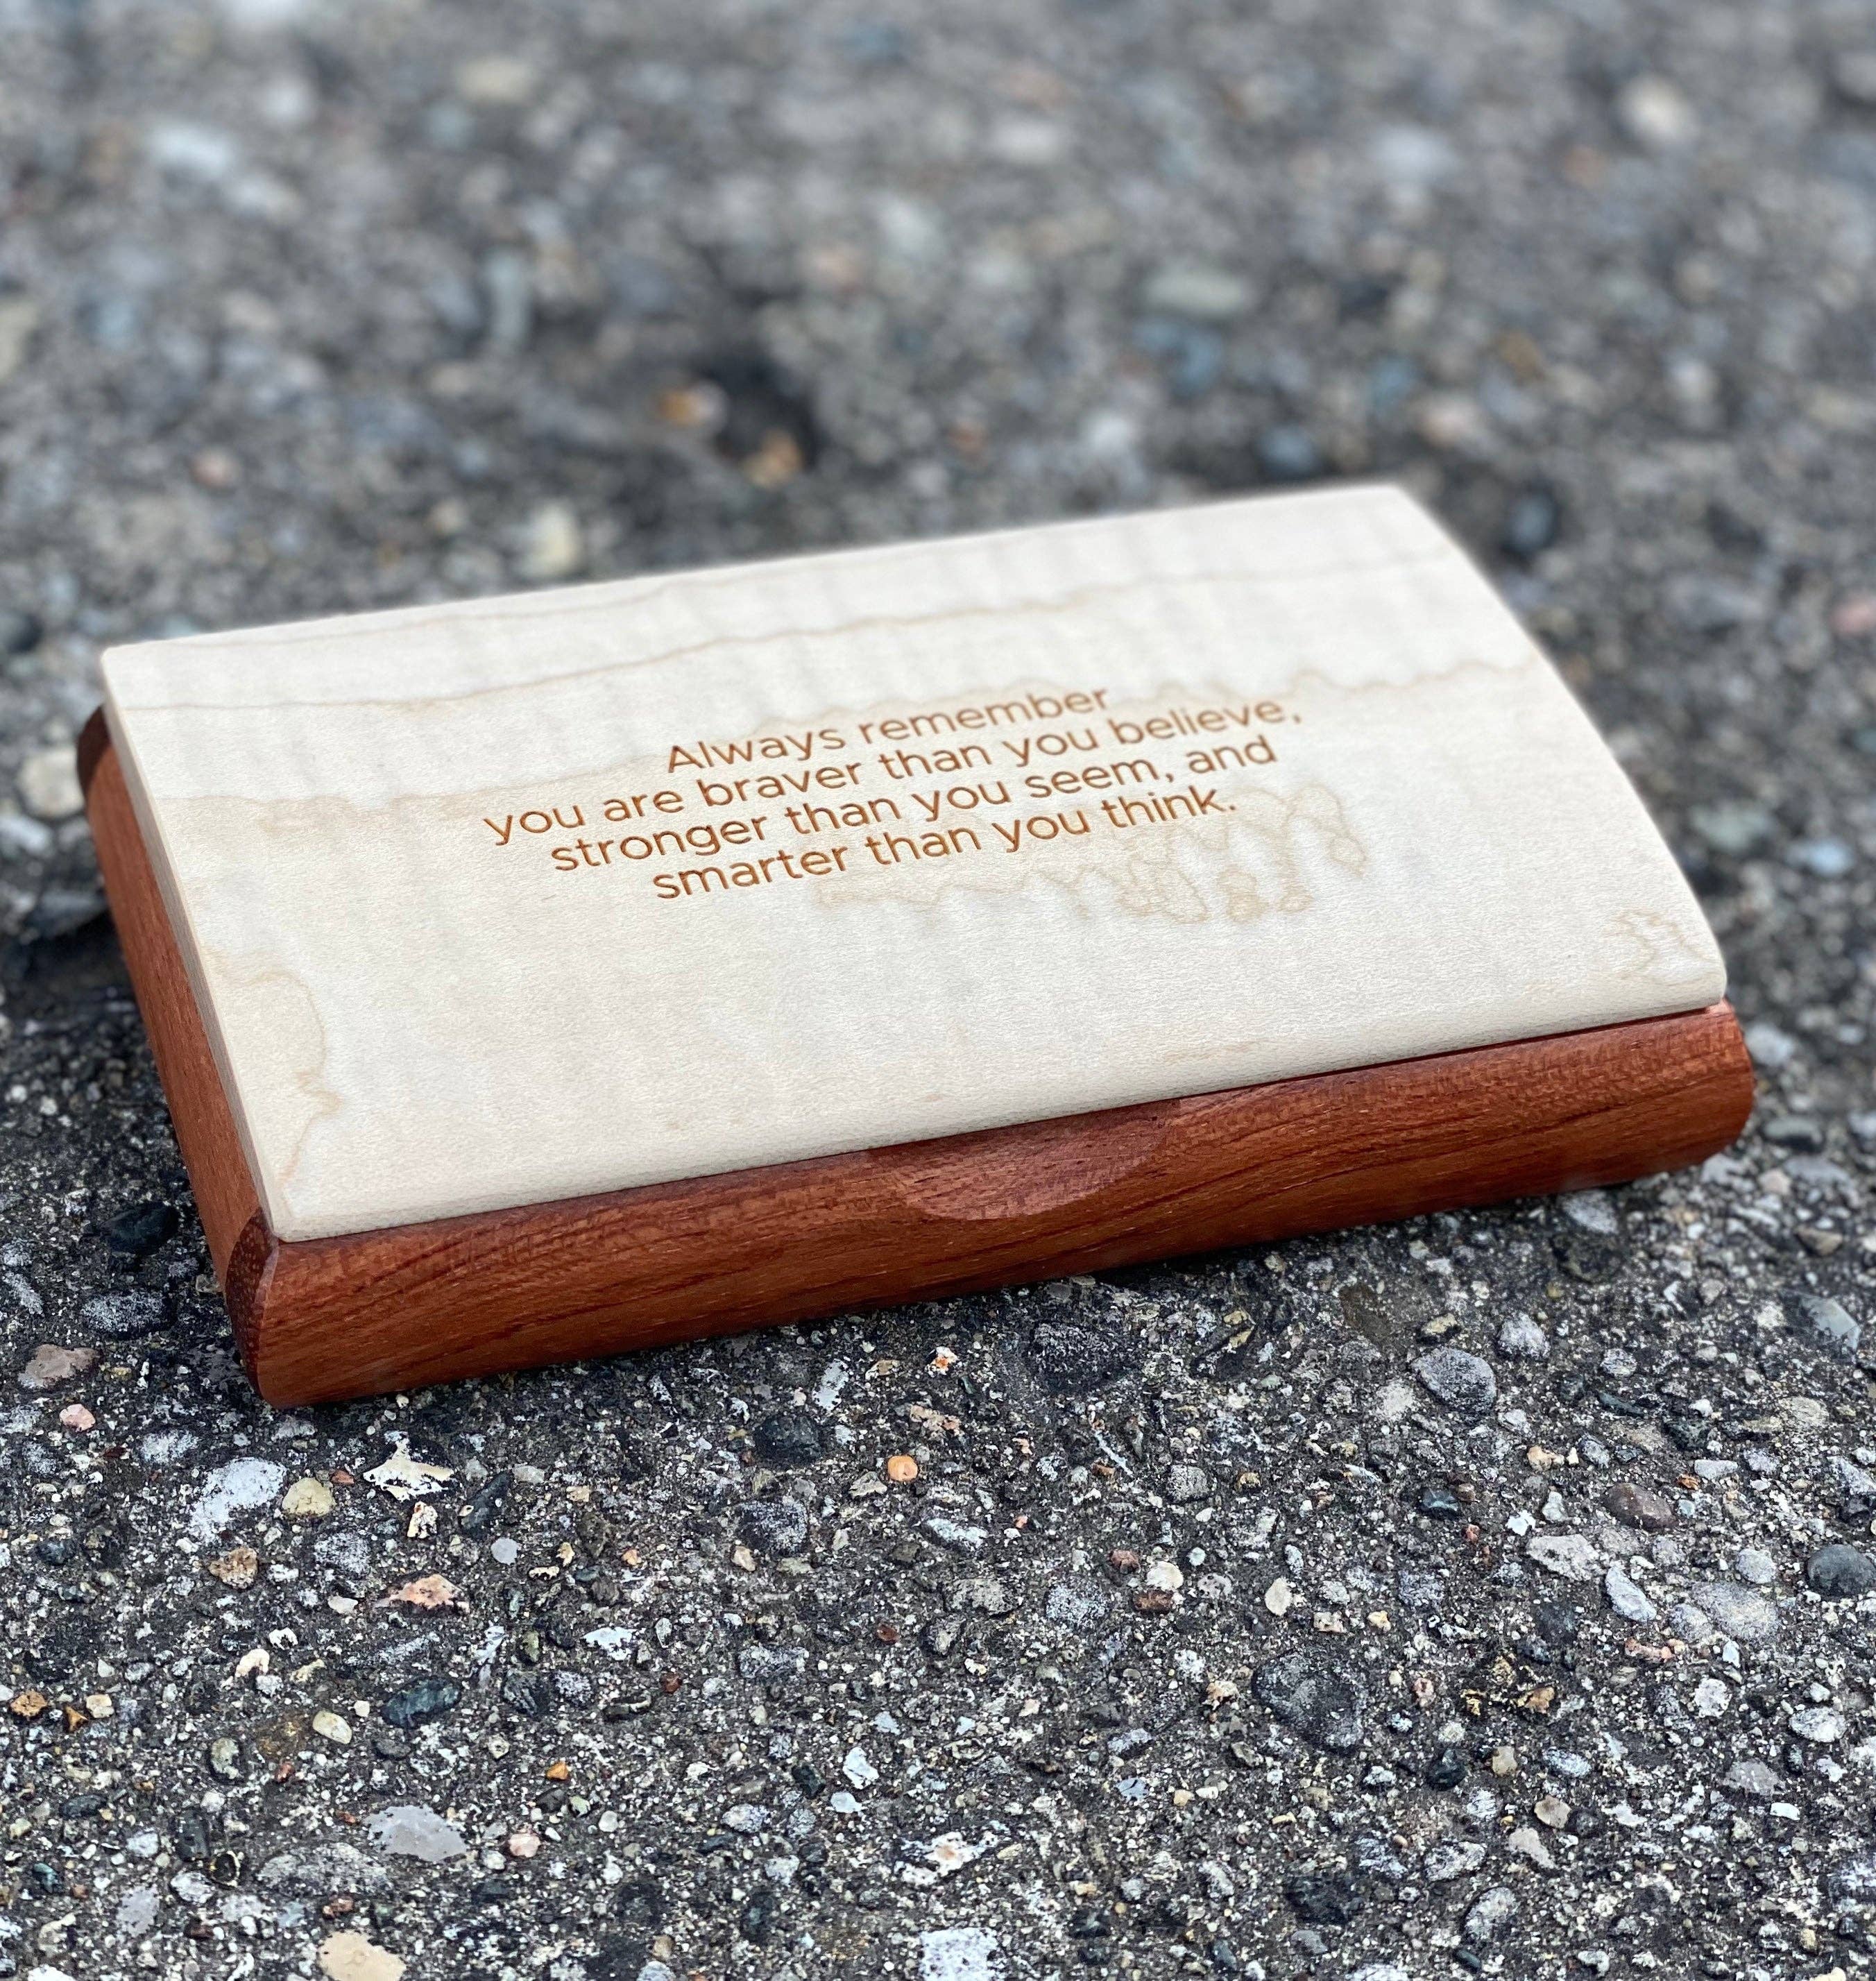 Always remember
you are braver than you believe,
stronger than you seem, and
smarter than you think.